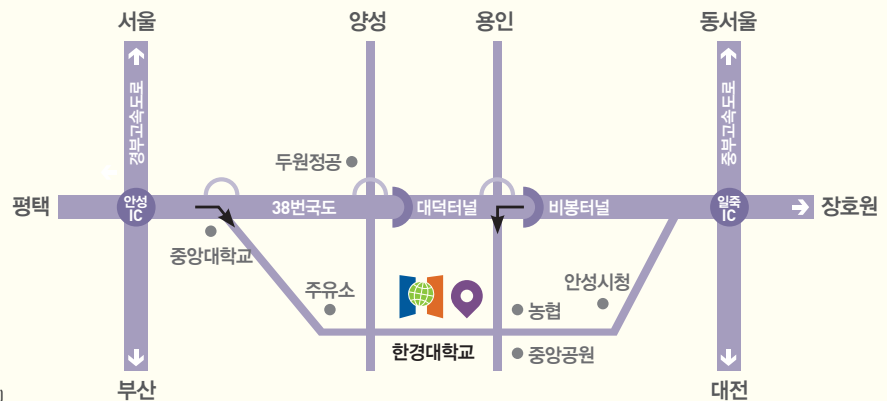 서울
양성
용인
동서울
경부고속도로
중부고속도로
두원정공
평택
안성
IC
38번국도
대덕터널
비봉터널
일죽
IC
장호원
중앙대학교
주유소
안성시청
농협
한경대학교
중앙공원
부산
대전